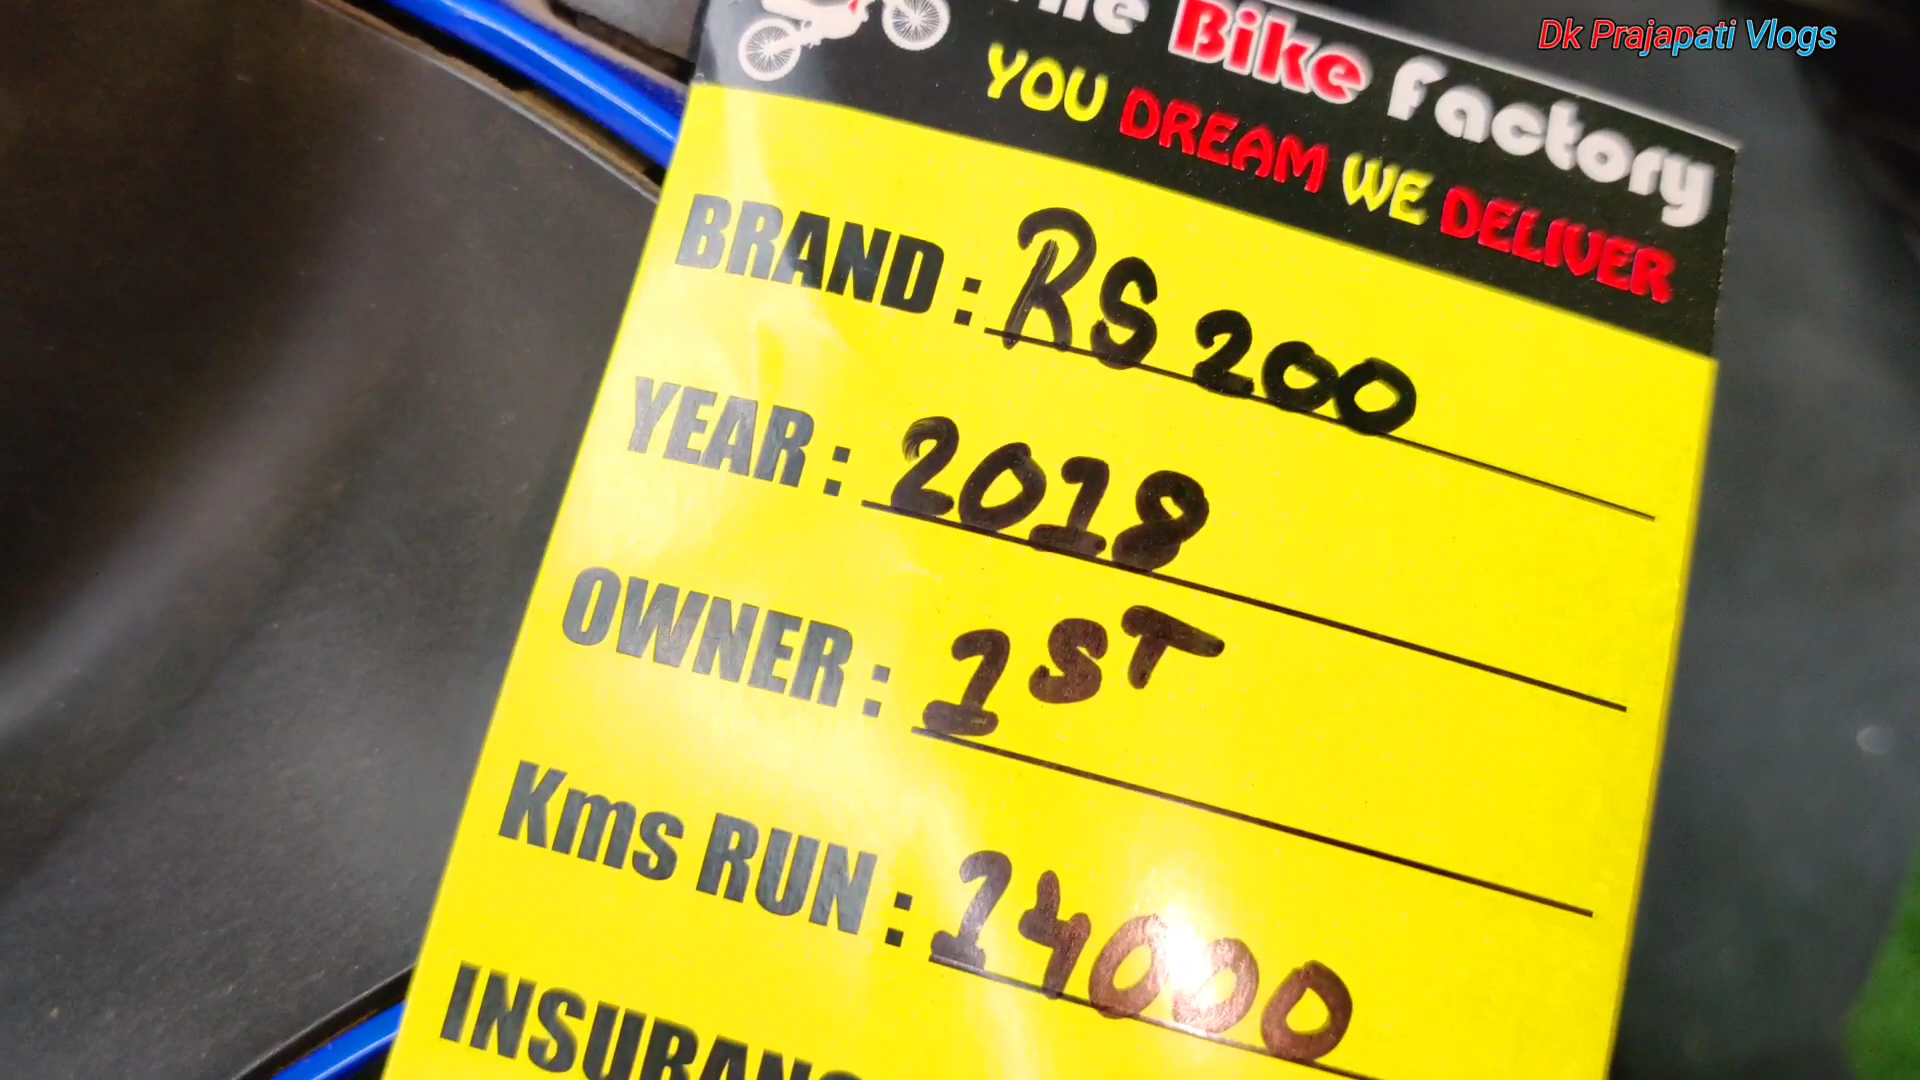 Dk Prajapati Vlogs
The Bike Factory
YOU DREAM WE DELIVER
BRAND : RS 200
YEAR : 2018
OWNER : 1ST
Kms RUN : 14000